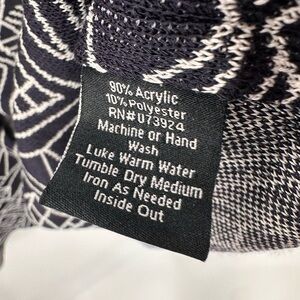 90% Acrylic
10% Polyester
RN#073924
Machine or Hand
Wash
Luke Warm Water
Tumble Dry Medium
Iron As Needed
Inside Out